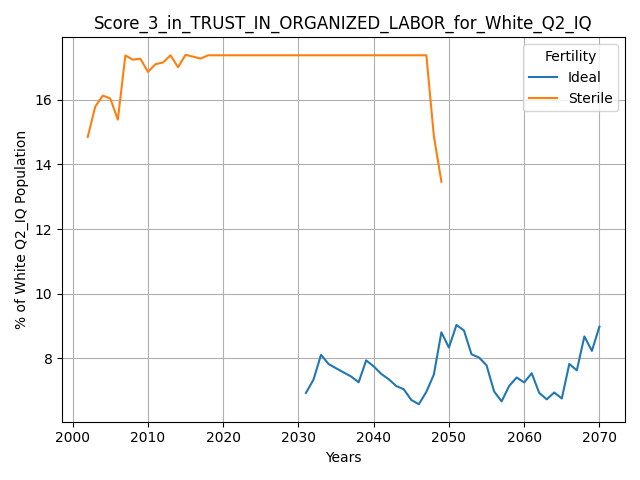 Score_3_in_TRUST_IN_ORGANIZED_LABOR_for_White_Q2_IQ
Fertility
Ideal
Sterile
% of White Q2_IQ Population
16
14
12
10
8
2000 2010 2020 2030 2040 2050 2060 2070
Years